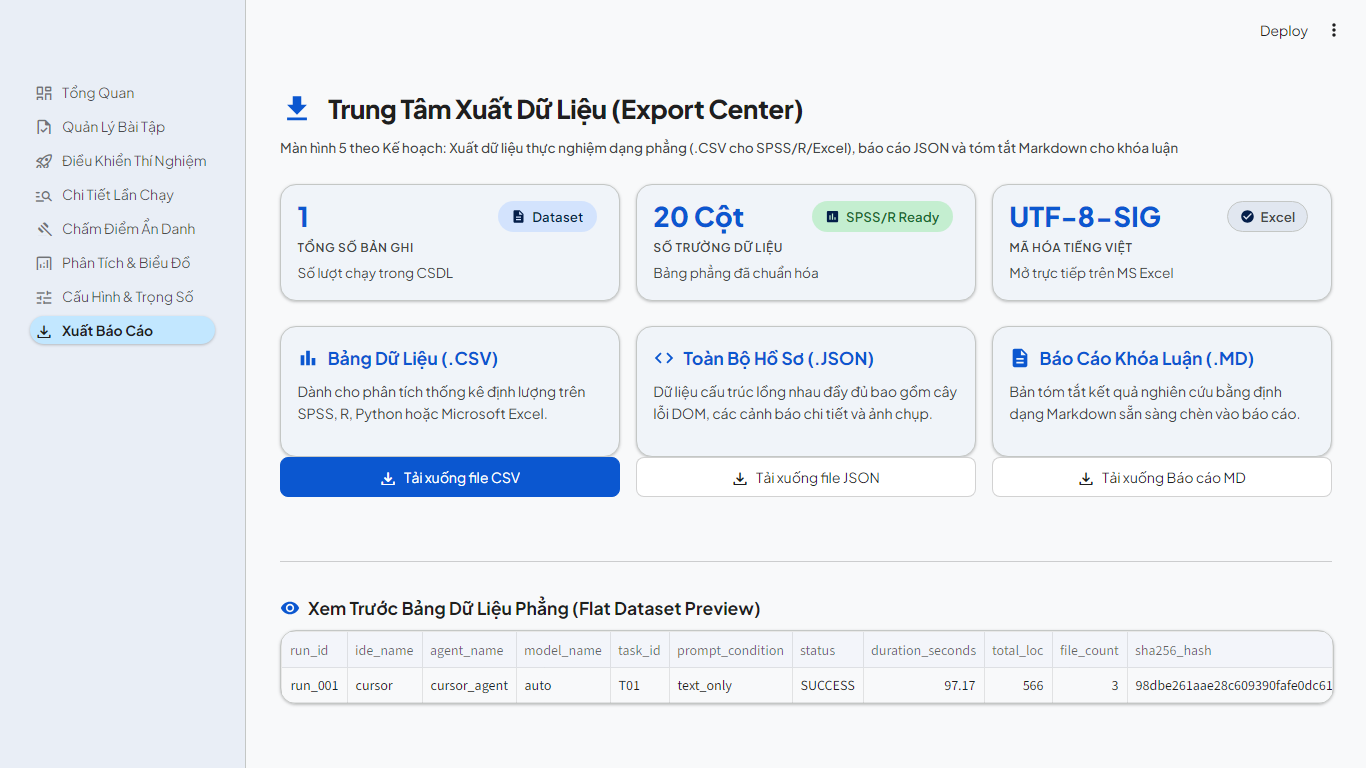 Deploy
Tổng Quan
Quản Lý Bài Tập
Điều Khiển Thí Nghiệm
Chi Tiết Lần Chạy
Chấm Điểm Ẩn Danh
Phân Tích & Biểu Đồ
Cấu Hình & Trọng Số
Xuất Báo Cáo
Trung Tâm Xuất Dữ Liệu (Export Center)
Màn hình 5 theo Kế hoạch: Xuất dữ liệu thực nghiệm dạng phẳng (.CSV cho SPSS/R/Excel), báo cáo JSON và tóm tắt Markdown cho khóa luận
1
Dataset
TỔNG SỐ BẢN GHI
Số lượt chạy trong CSDL
20 Cột
SPSS/R Ready
SỐ TRƯỜNG DỮ LIỆU
Bảng phẳng đã chuẩn hóa
UTF-8-SIG
Excel
MÃ HÓA TIẾNG VIỆT
Mở trực tiếp trên MS Excel
Bảng Dữ Liệu (.CSV)
Dành cho phân tích thống kê định lượng trên
SPSS, R, Python hoặc Microsoft Excel.
Tải xuống file CSV
Toàn Bộ Hồ Sơ (.JSON)
Dữ liệu cấu trúc lồng nhau đầy đủ bao gồm cây
lỗi DOM, các cảnh báo chi tiết và ảnh chụp.
Tải xuống file JSON
Báo Cáo Khóa Luận (.MD)
Bản tóm tắt kết quả nghiên cứu bằng định
dạng Markdown sẵn sàng chèn vào báo cáo.
Tải xuống Báo cáo MD
Xem Trước Bảng Dữ Liệu Phẳng (Flat Dataset Preview)
run_id ide_name agent_name model_name task_id prompt_condition status duration_seconds total_loc file_count sha256_hash
run_001 cursor cursor_agent auto T01 text_only SUCCESS 97.17 566 3 98dbe261aae28c609390fafe0dc61